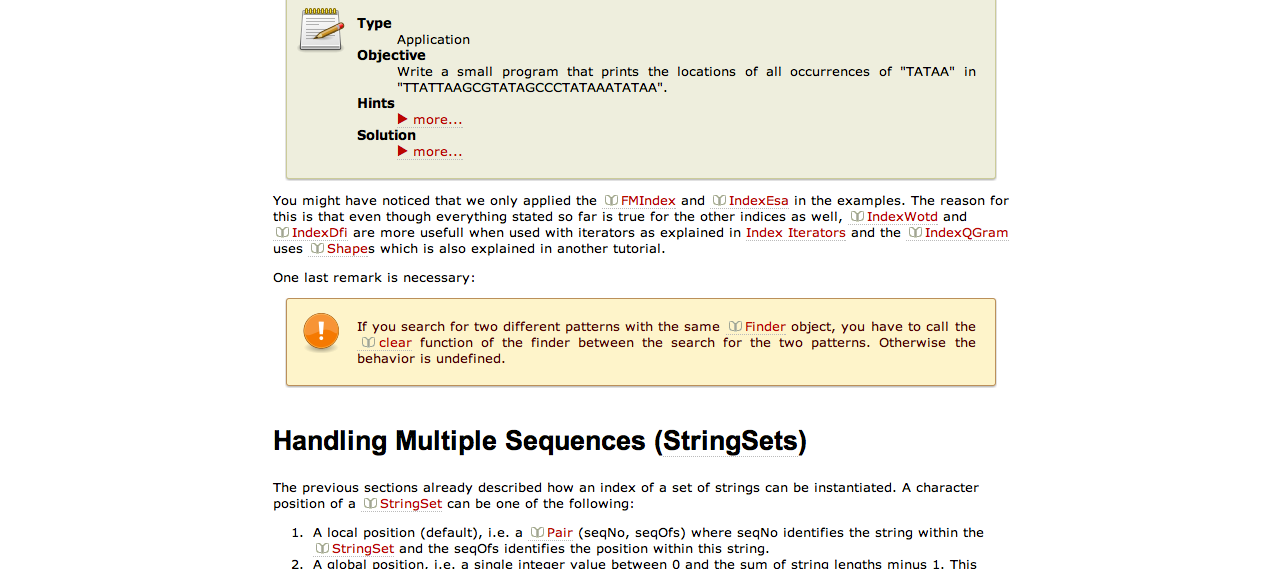 Type
Application
Objective
Write a small program that prints the locations of all occurrences of "TATAA" in
"TTATTAAGCGTATAGCCCTATAAATATAA".
Hints
more...
Solution
more...
You might have noticed that we only applied the FMIndex and IndexEsa in the examples. The reason for
this is that even though everything stated so far is true for the other indices as well, IndexWotd and
IndexDfi are more usefull when used with iterators as explained in Index Iterators and the IndexQGram
uses Shapes which is also explained in another tutorial.
One last remark is necessary:
If you search for two different patterns with the same Finder object, you have to call the
clear function of the finder between the search for the two patterns. Otherwise the
behavior is undefined.
Handling Multiple Sequences (StringSets)
The previous sections already described how an index of a set of strings can be instantiated. A character
position of a StringSet can be one of the following:
1. A local position (default), i.e. a Pair (seqNo, seqOfs) where seqNo identifies the string within the
StringSet and the seqOfs identifies the position within this string.
2. A global position, i.e. a single integer value between 0 and the sum of string lengths minus 1. This